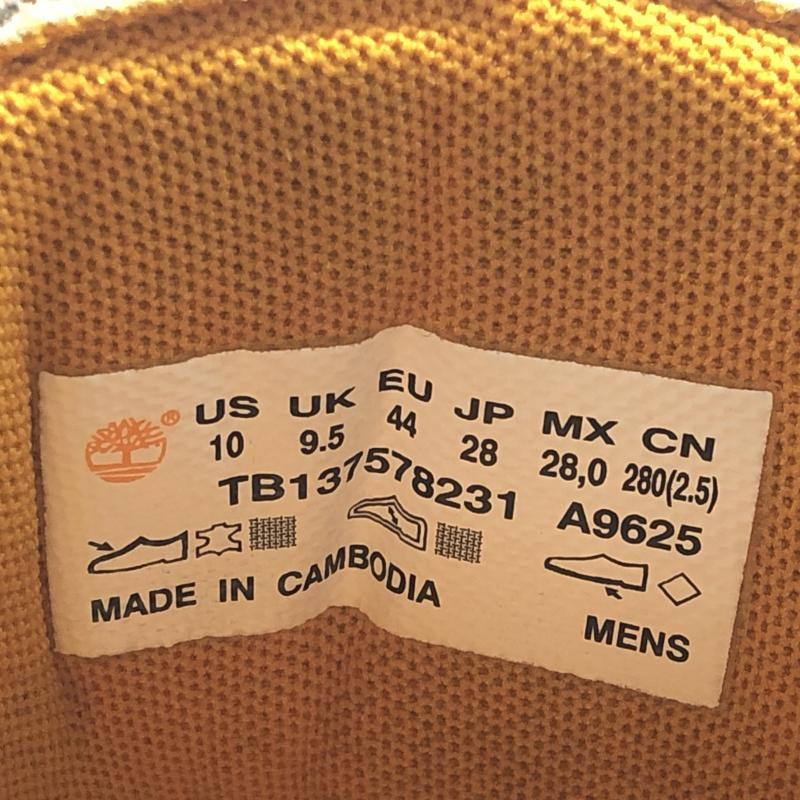 ® US UK EU JP MX CN
10 9.5 44 28 28,0 280(2.5)
TB137578231 A9625
MADE IN CAMBODIA
MENS